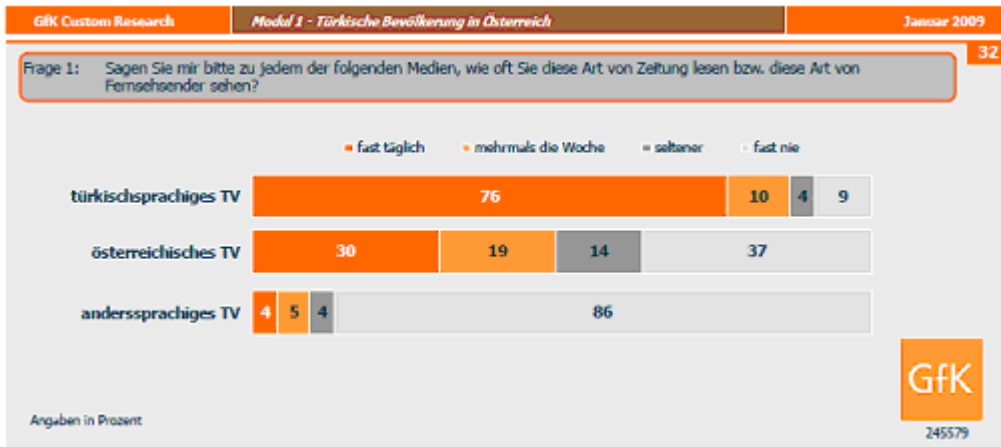 GfK Custom Research Modul 1 - Türkische Bevölkerung in Österreich Januar 2009
32
Frage 1: Sagen Sie mir bitte zu jedem der folgenden Medien, wie oft Sie diese Art von Zeitung lesen bzw. diese Art von
Fernsehsender sehen?
fast täglich mehrmals die Woche seltener fast nie
türkischsprachiges TV 76 10 4 9
österreichisches TV 30 19 14 37
anderssprachiges TV 4 5 4 86
GfK
Angaben in Prozent
245579